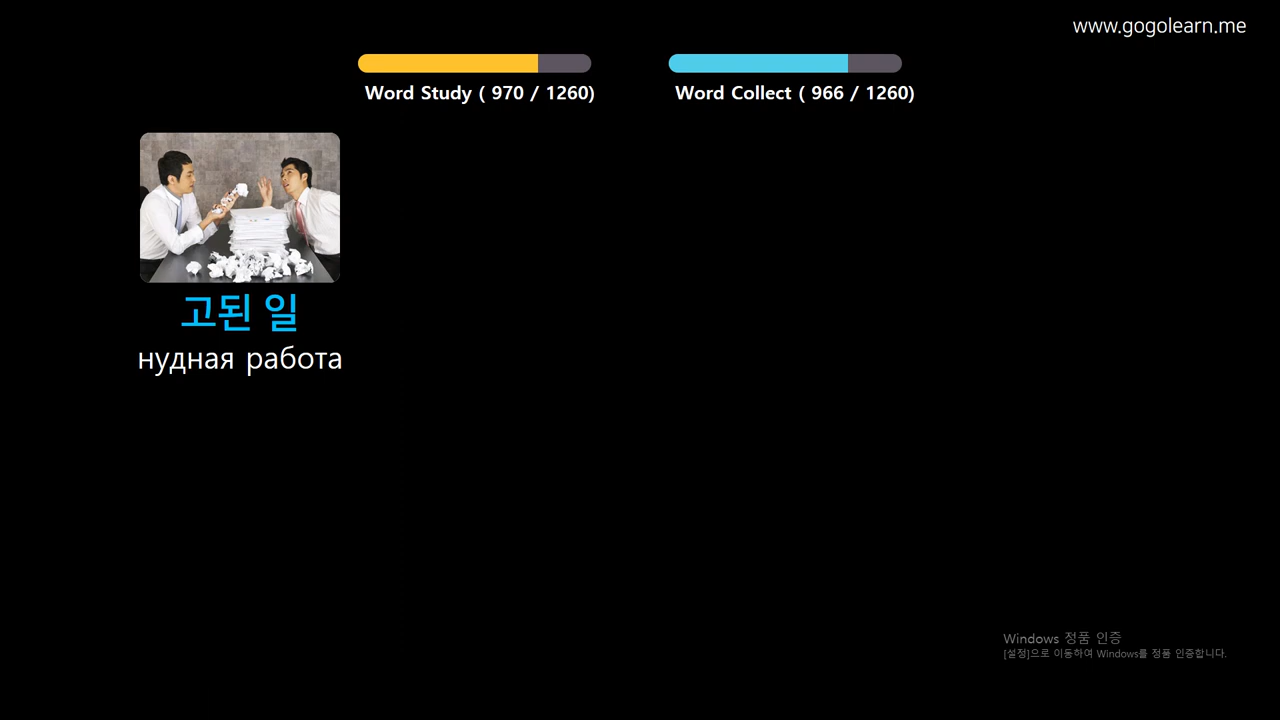 www.gogolearn.me
Word Study ( 970 / 1260)
Word Collect ( 966 / 1260)
고된 일
нудная работа
Windows 정품 인증
[설정]으로 이동하여 Windows를 정품 인증합니다.